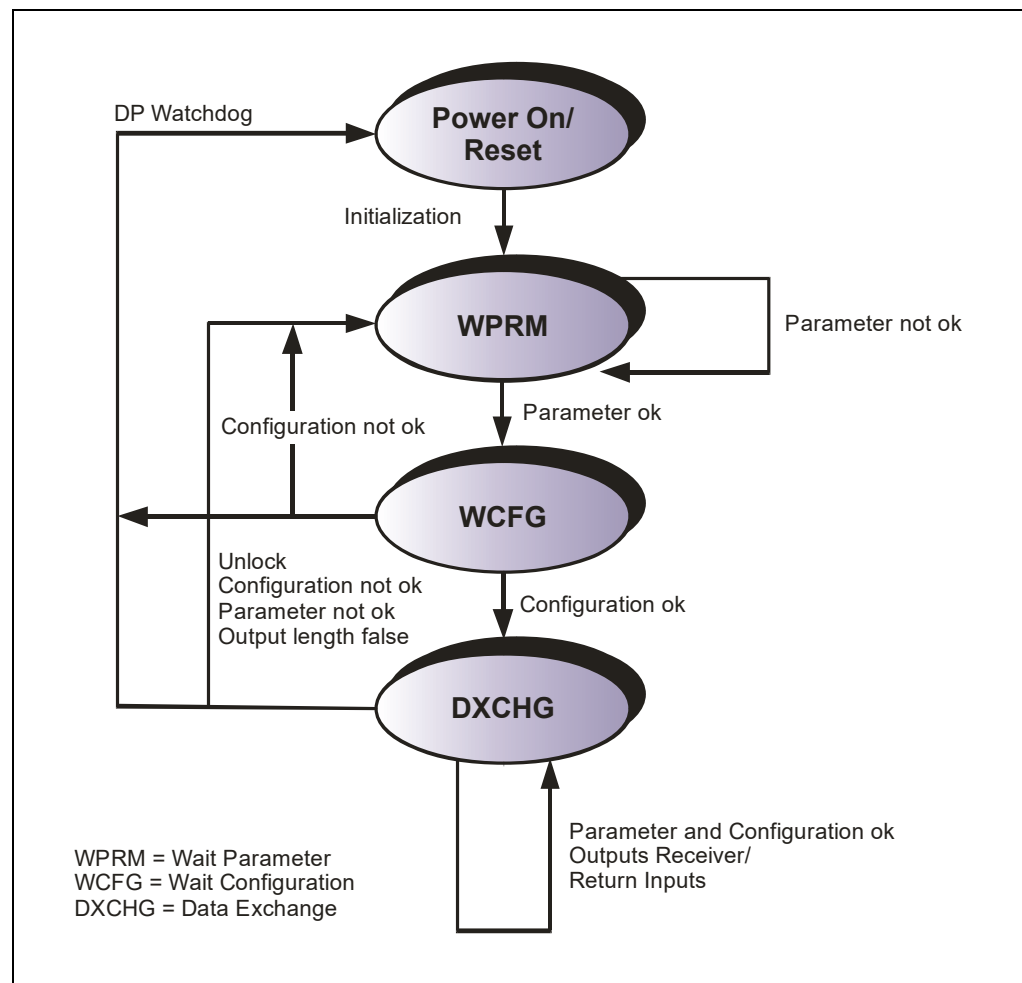 DP Watchdog
Power On/
Reset
Initialization
WPRM
Parameter not ok
Parameter ok
Configuration not ok
WCFG
Unlock
Configuration not ok
Parameter not ok
Output length false
Configuration ok
DXCHG
Parameter and Configuration ok
Outputs Receiver/
Return Inputs
WPRM = Wait Parameter
WCFG = Wait Configuration
DXCHG = Data Exchange